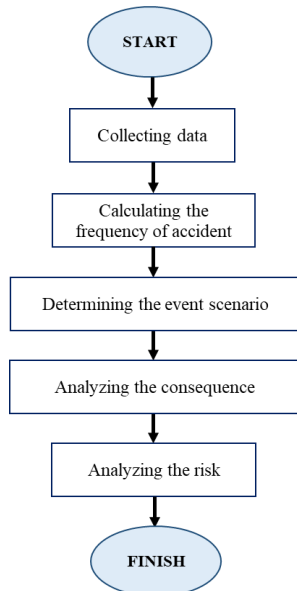 START
Collecting data
Calculating the
frequency of accident
Determining the event scenario
Analyzing the consequence
Analyzing the risk
FINISH